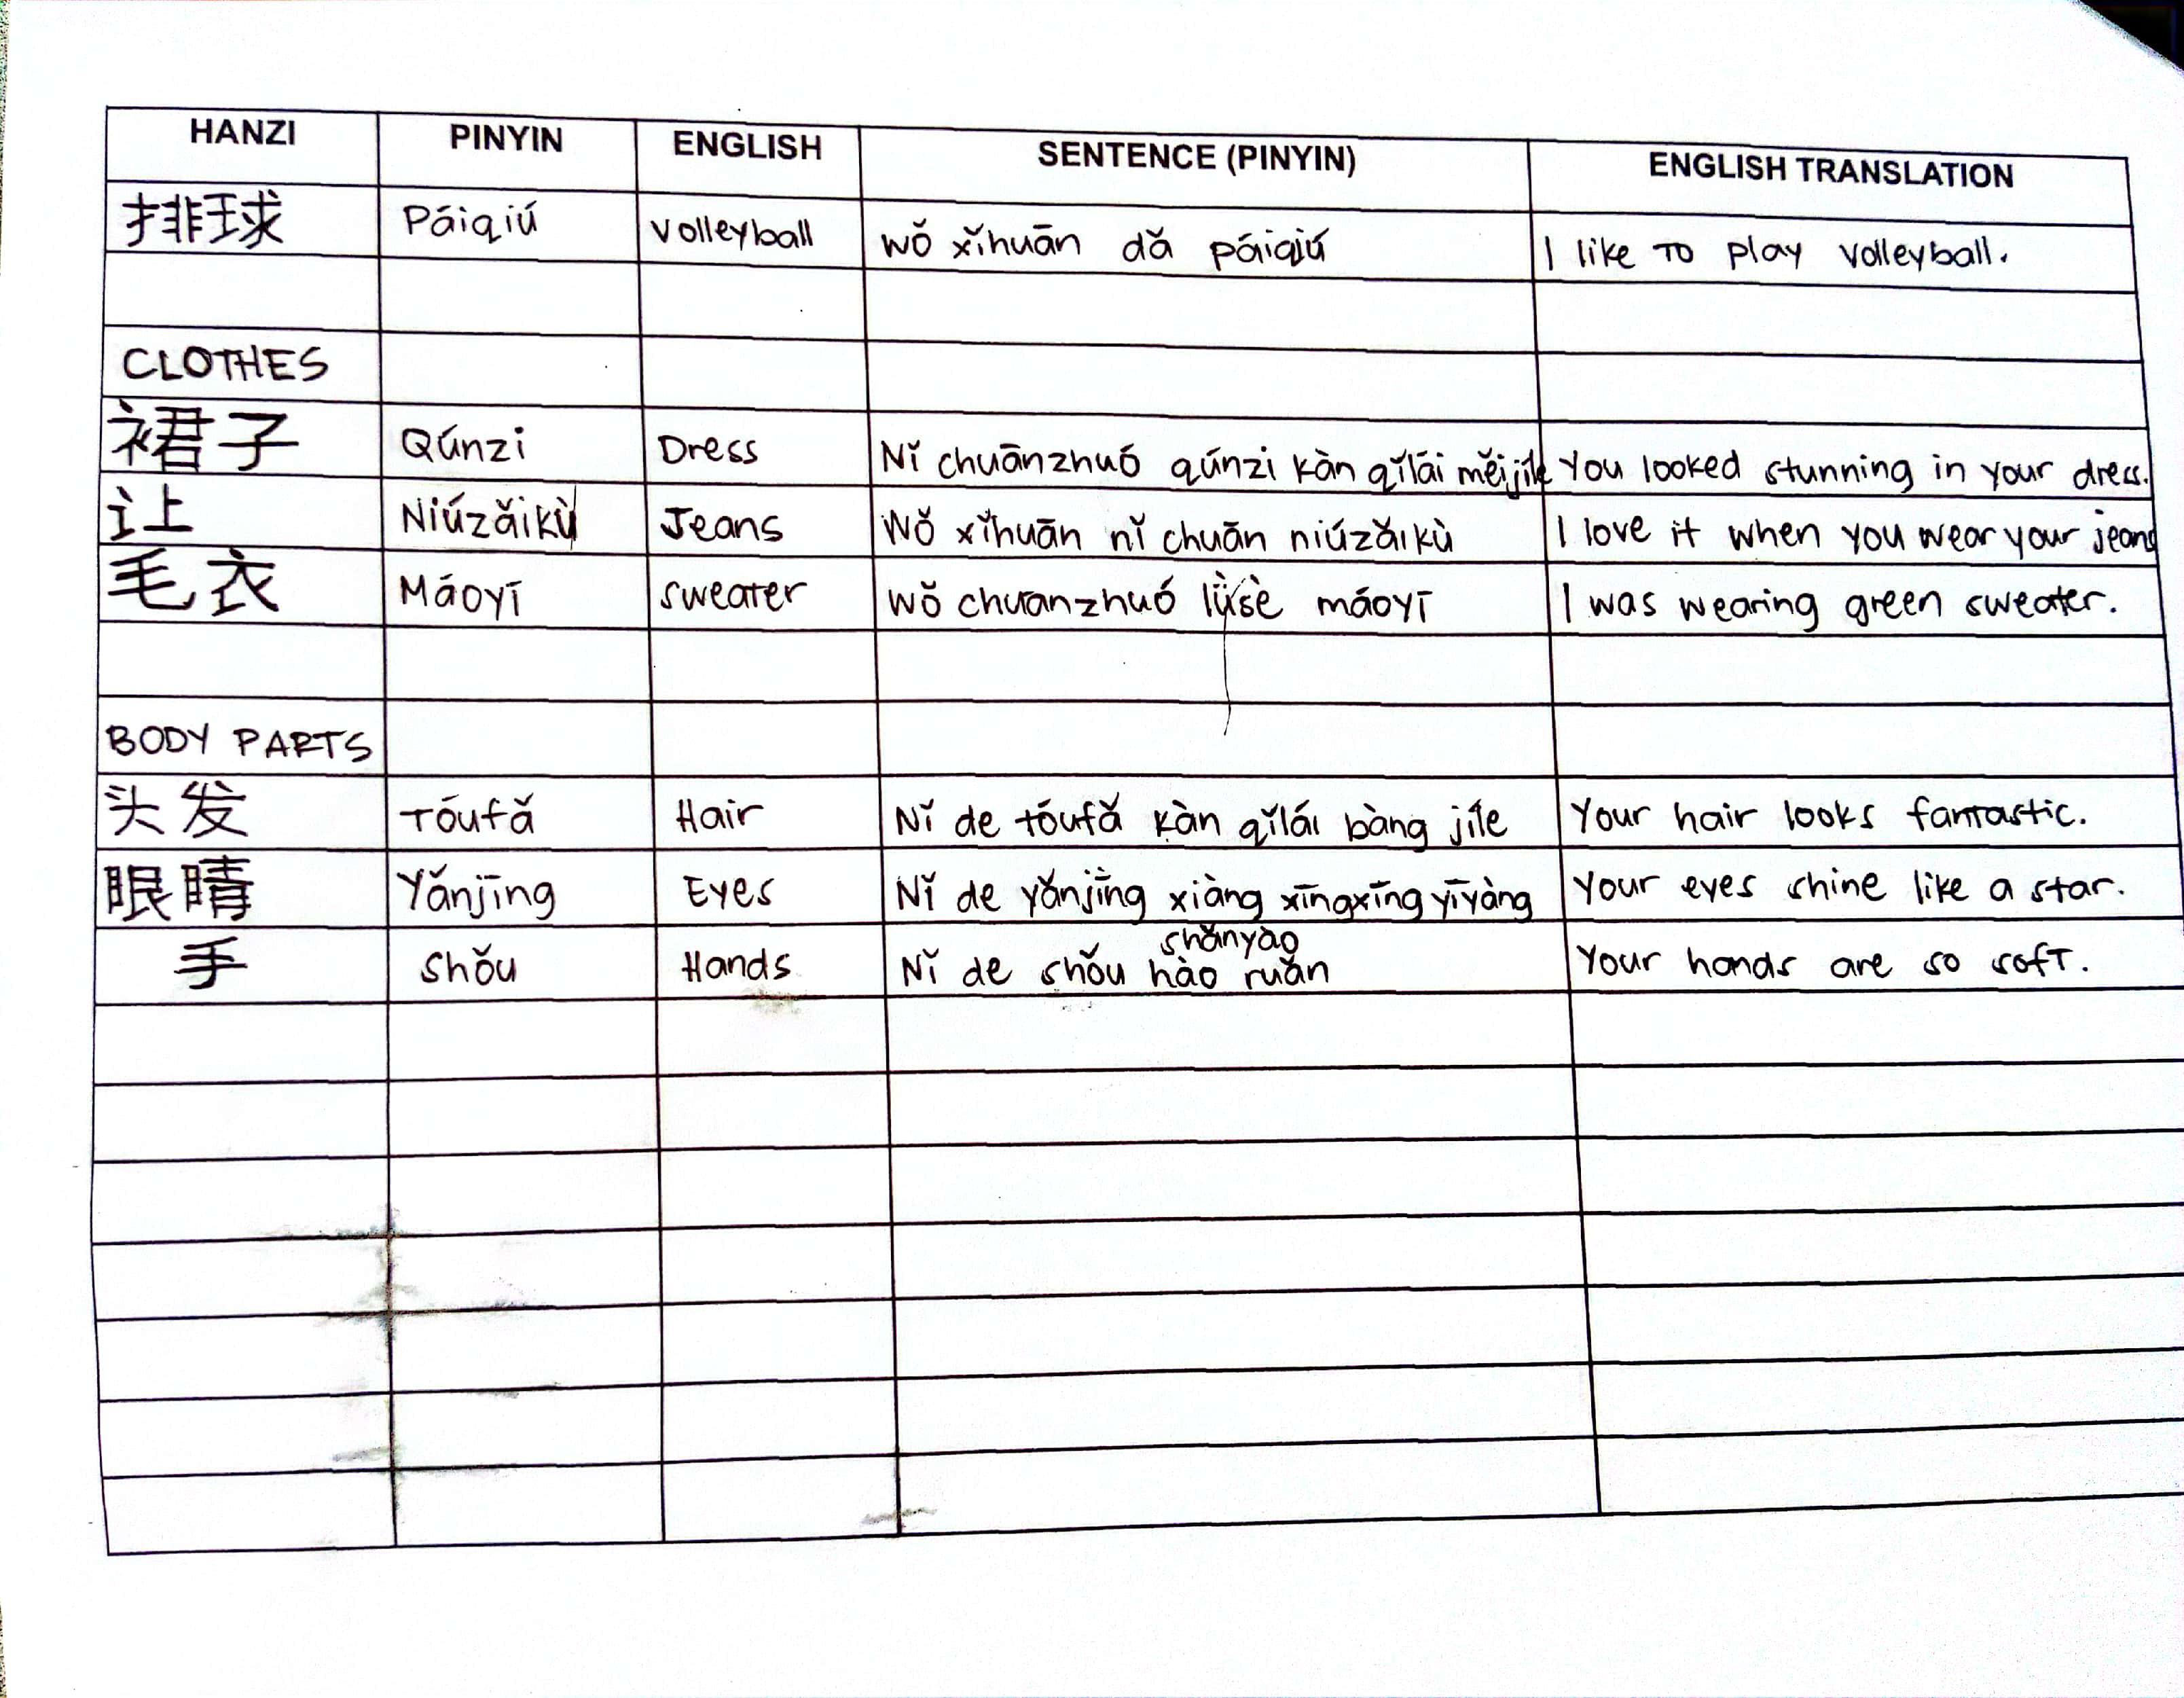 HANZI PINYIN ENGLISH SENTENCE (PINYIN) ENGLISH TRANSLATION
排球 Páiqiú Volleyball wǒ xǐhuān dǎ páiqiú I like to play volleyball.
CLOTHES
裙子 Qúnzi Dress Nǐ chuānzhuó qúnzi kàn qǐlái měijíle You looked stunning in your dress.
让 Niúzǎikù Jeans Wǒ xǐhuān nǐ chuān niúzǎikù I love it when you wear your jeans
毛衣 Máoyī sweater wǒ chuanzhuó lǜsè máoyī I was wearing green sweater.
BODY PARTS
头发 Tóufǎ Hair Nǐ de tóufǎ kàn qǐlái bàng jíle Your hair looks fantastic.
眼睛 Yǎnjīng Eyes Nǐ de yǎnjīng xiàng xīngxīng yīyàng Your eyes shine like a star.
shǎnyào
手 Shǒu Hands Nǐ de shǒu hào ruǎn Your hands are so soft.